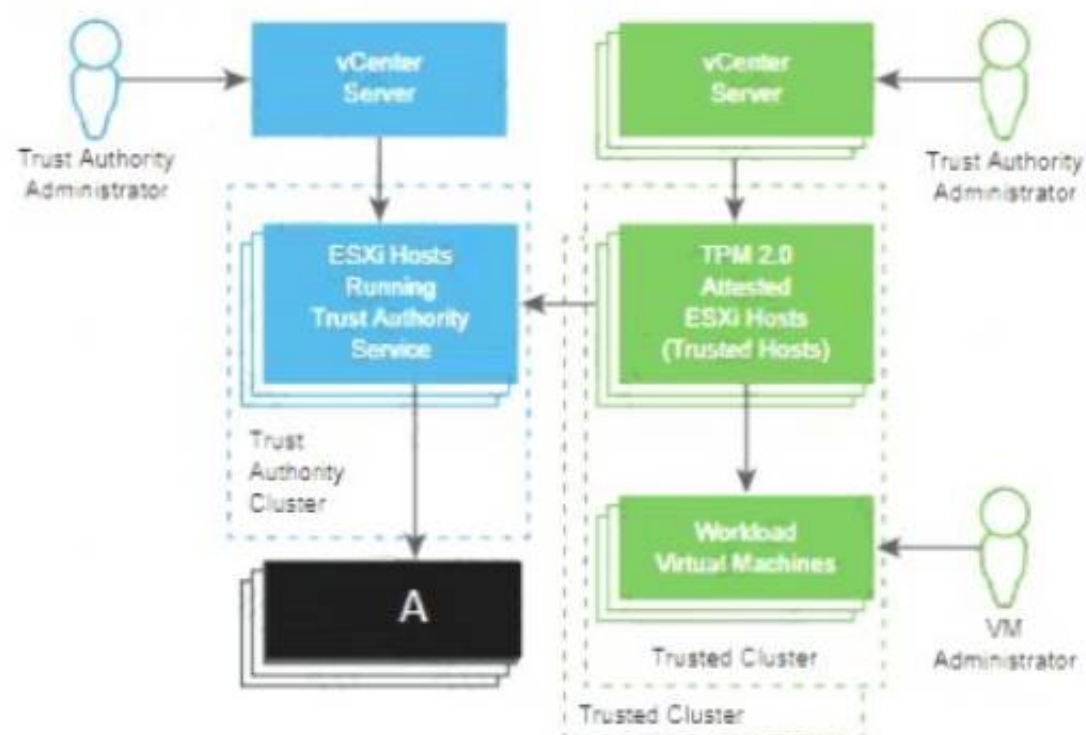 vCenter
Server
vCenter
Server
Trust Authority
Administrator
Trust Authority
Administrator
ESXi Hosts
Running
Trust Authority
Service
TPM 2.0
Attested
ESXi Hosts
(Trusted Hosts)
Trust
Authority
Cluster
A
Workload
Virtual Machines
VM
Administrator
Trusted Cluster
Trusted Cluster